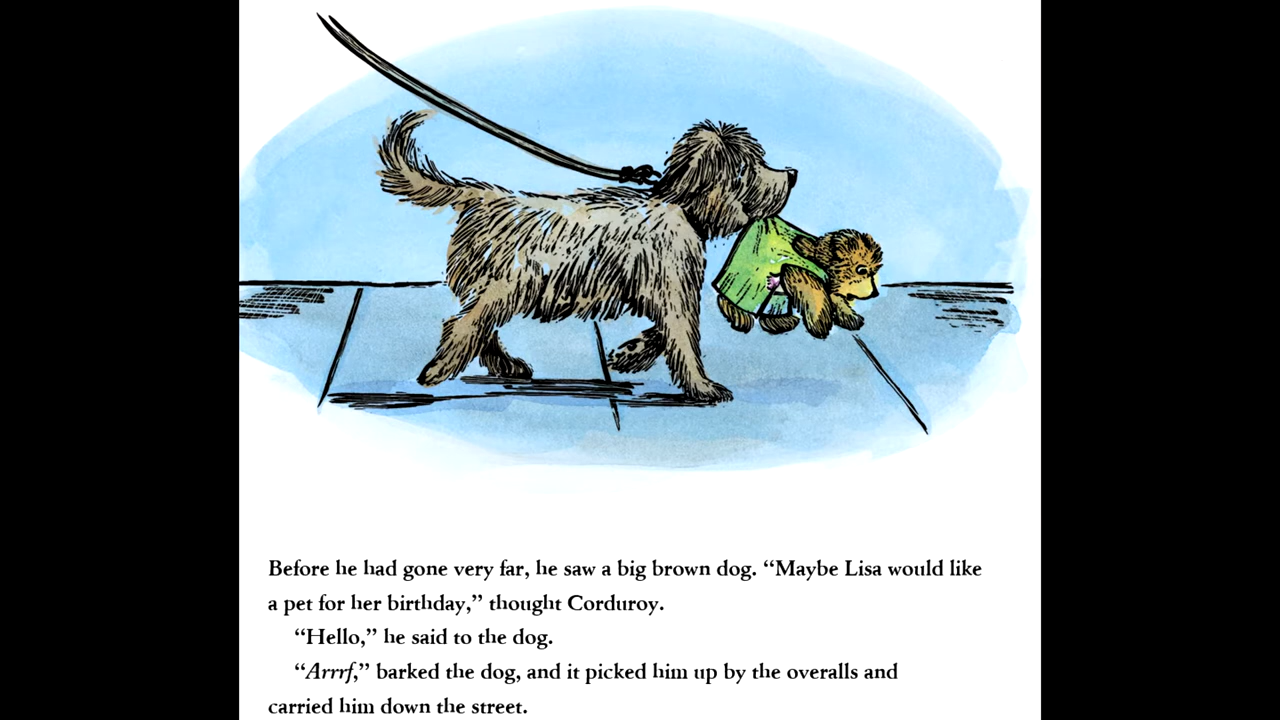 Before he had gone very far, he saw a big brown dog. “Maybe Lisa would like
a pet for her birthday,” thought Corduroy.
“Hello,” he said to the dog.
“Arrrf,” barked the dog, and it picked him up by the overalls and
carried him down the street.